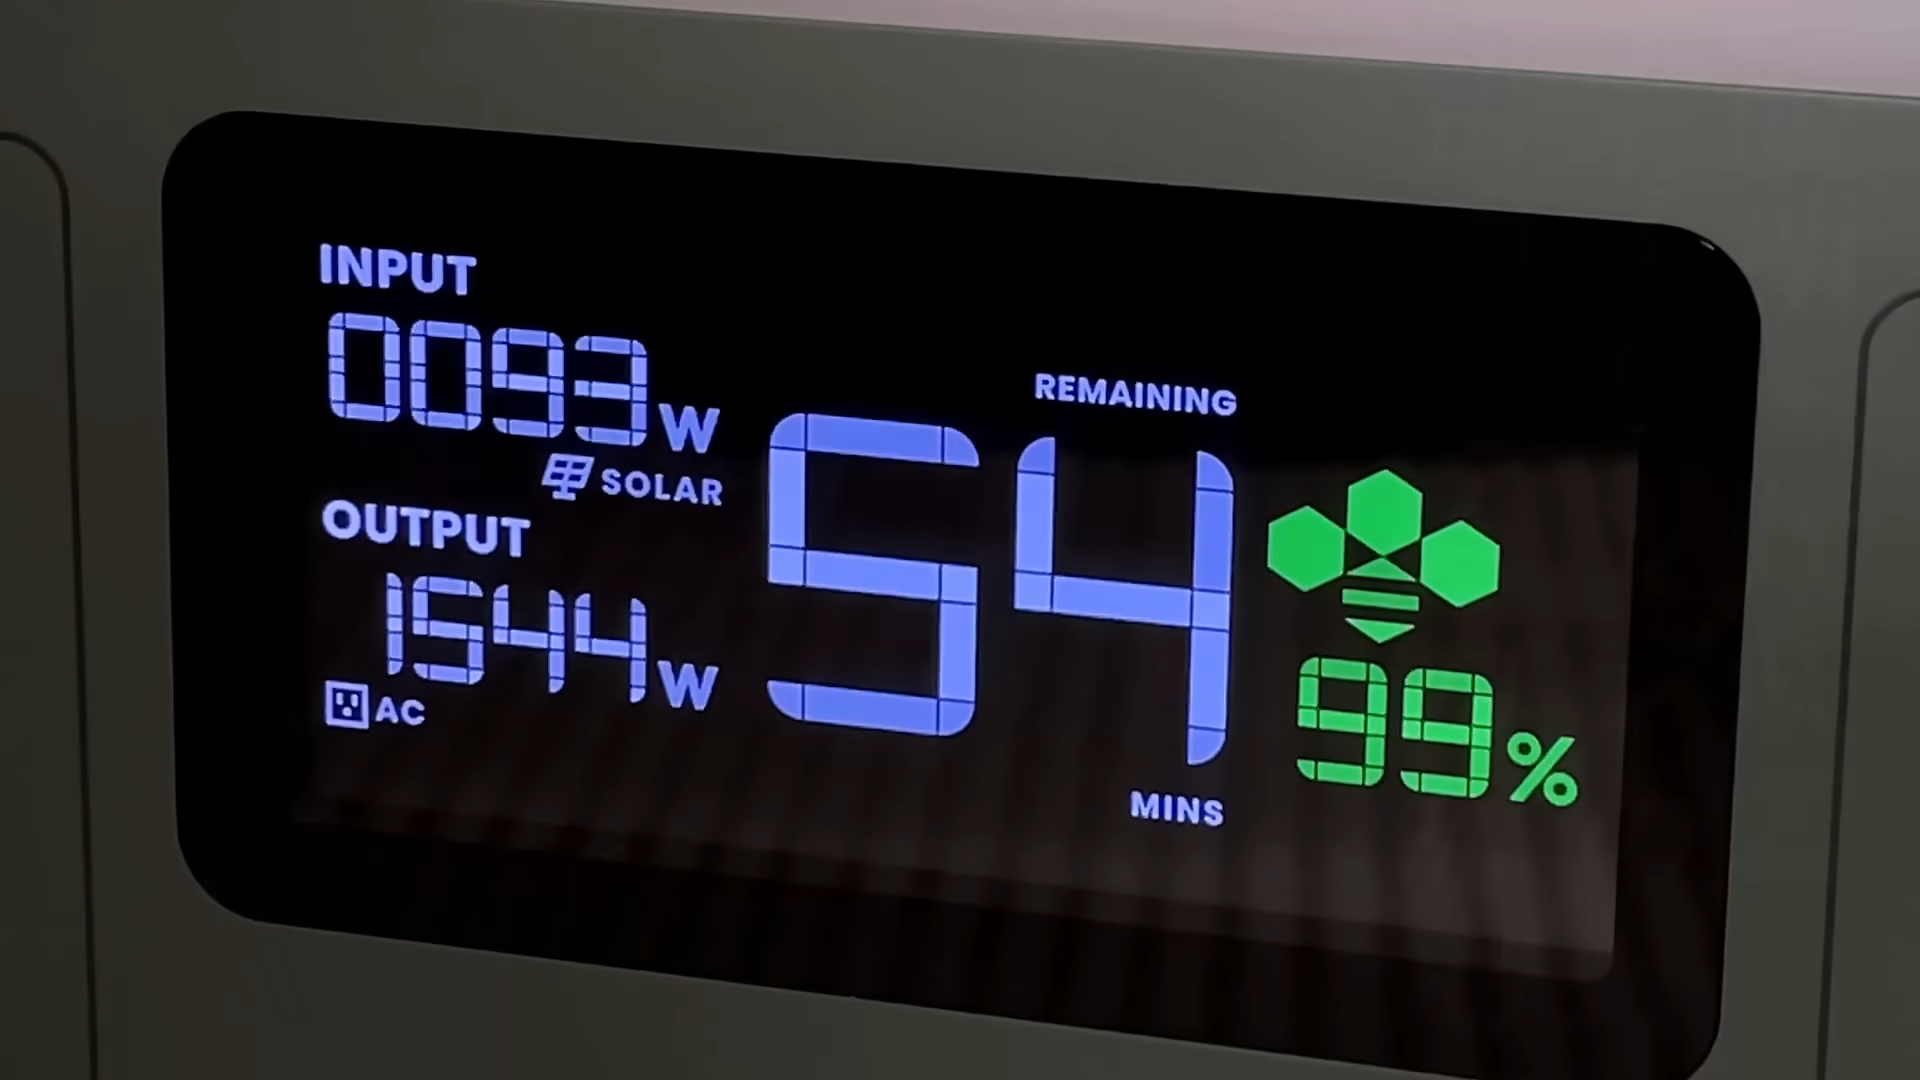 INPUT
0093W
SOLAR
OUTPUT
1544W
AC
REMAINING
54
MINS
99%